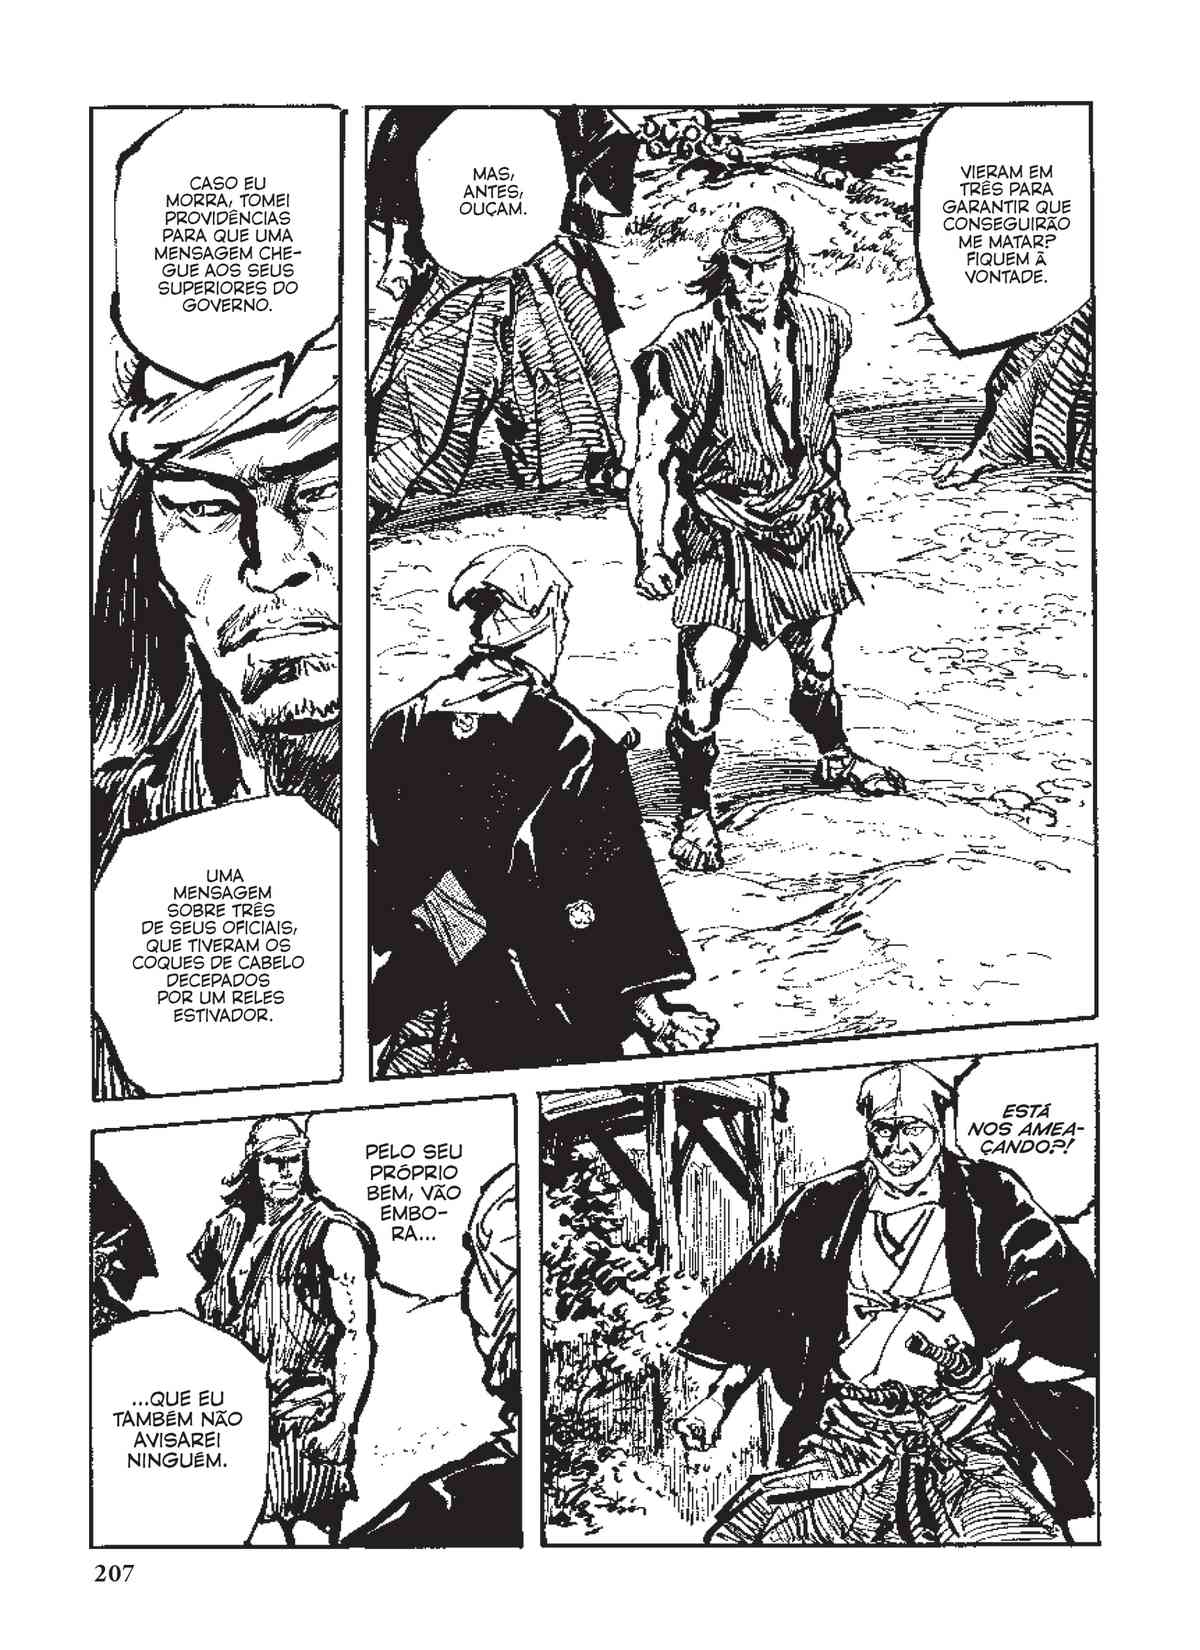 VIERAM EM
TRÊS PARA
GARANTIR QUE
CONSEGUIRÃO
ME MATAR?
FIQUEM À
VONTADE.
MAS,
ANTES,
OUÇAM.
CASO EU
MORRA, TOMEI
PROVIDÊNCIAS
PARA QUE UMA
MENSAGEM CHE-
GUE AOS SEUS
SUPERIORES DO
GOVERNO.
UMA
MENSAGEM
SOBRE TRÊS
DE SEUS OFICIAIS,
QUE TIVERAM OS
COQUES DE CABELO
DECEPADOS
POR UM RELES
ESTIVADOR.
ESTÁ
NOS AMEA-
ÇANDO?!
PELO SEU
PRÓPRIO
BEM, VÃO
EMBO-
RA...
...QUE EU
TAMBÉM NÃO
AVISAREI
NINGUÉM.
207